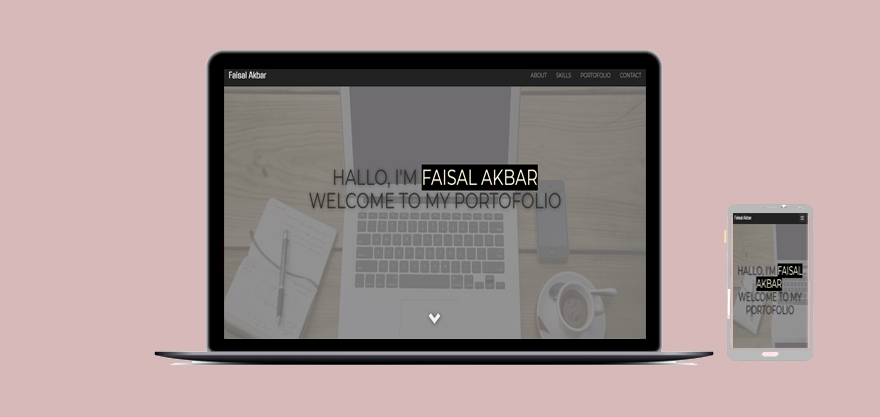 Faisal Akbar
ABOUT SKILLS PORTOFOLIO CONTACT
HALLO, I'M FAISAL AKBAR
WELCOME TO MY PORTOFOLIO
Faisal Akbar
HALLO, I'M FAISAL
AKBAR
WELCOME TO MY
PORTOFOLIO